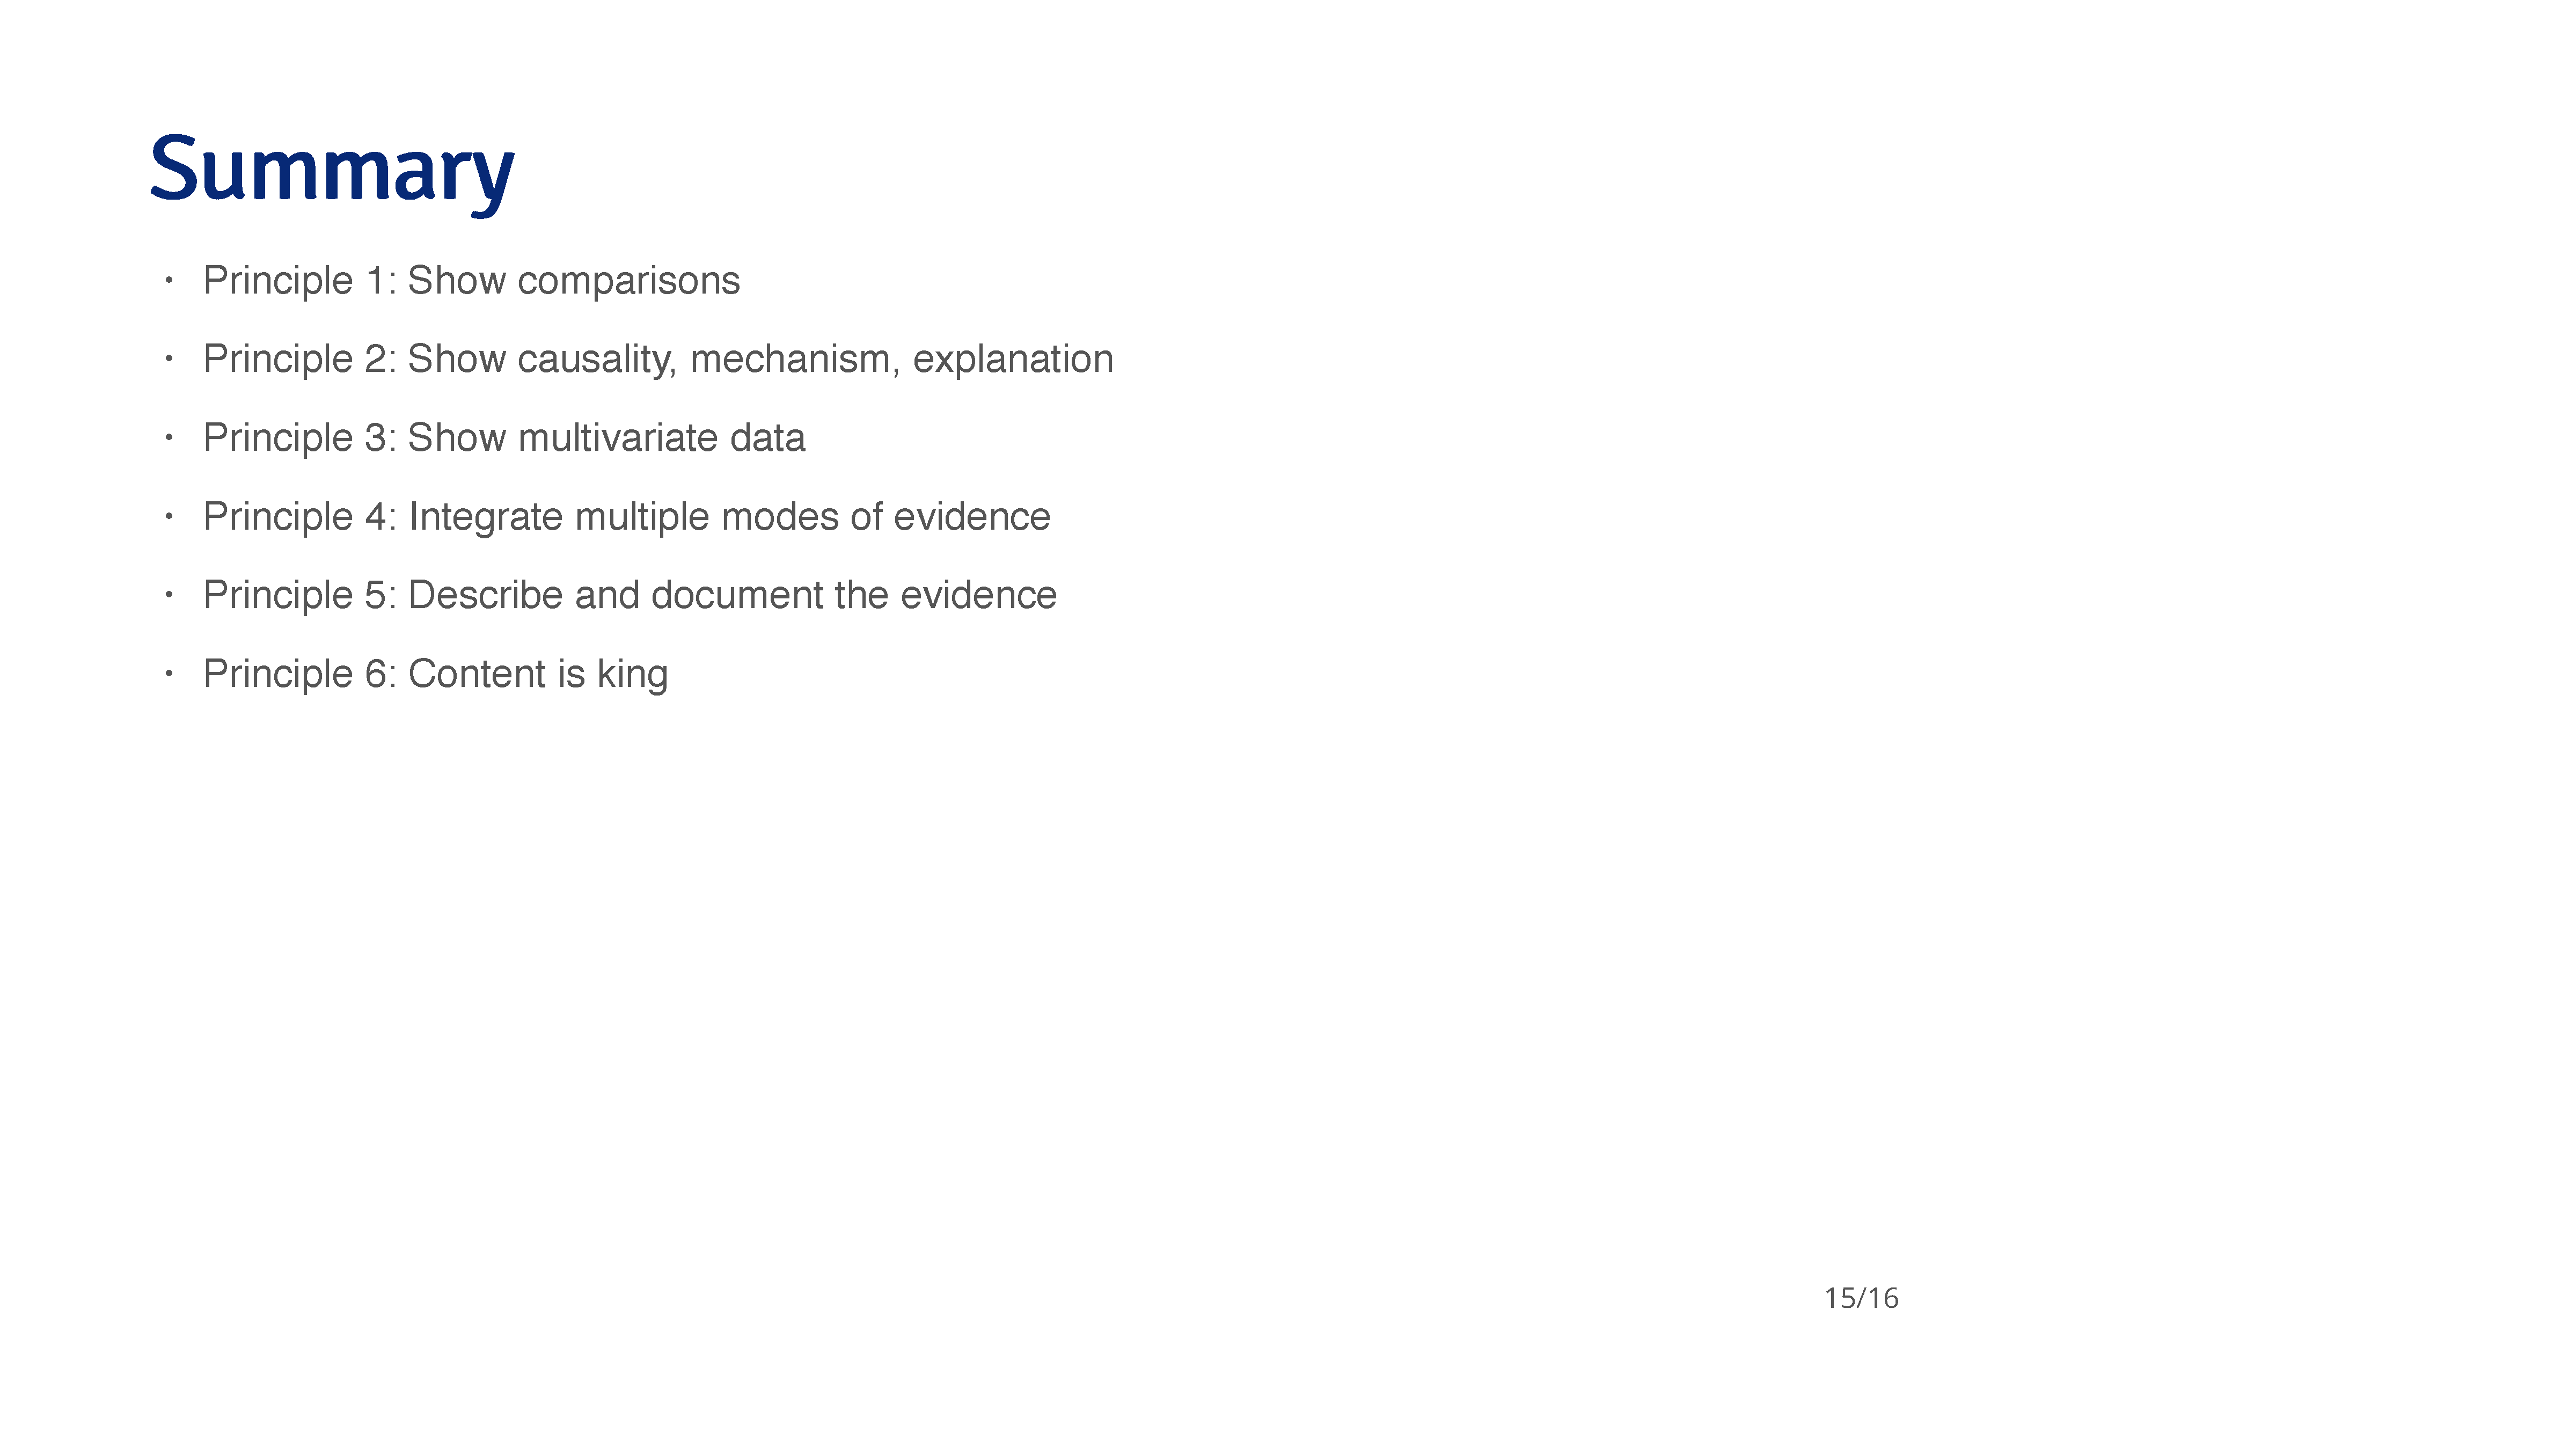 Summary
• Principle 1: Show comparisons
• Principle 2: Show causality, mechanism, explanation
• Principle 3: Show multivariate data
• Principle 4: Integrate multiple modes of evidence
• Principle 5: Describe and document the evidence
• Principle 6: Content is king
15/16